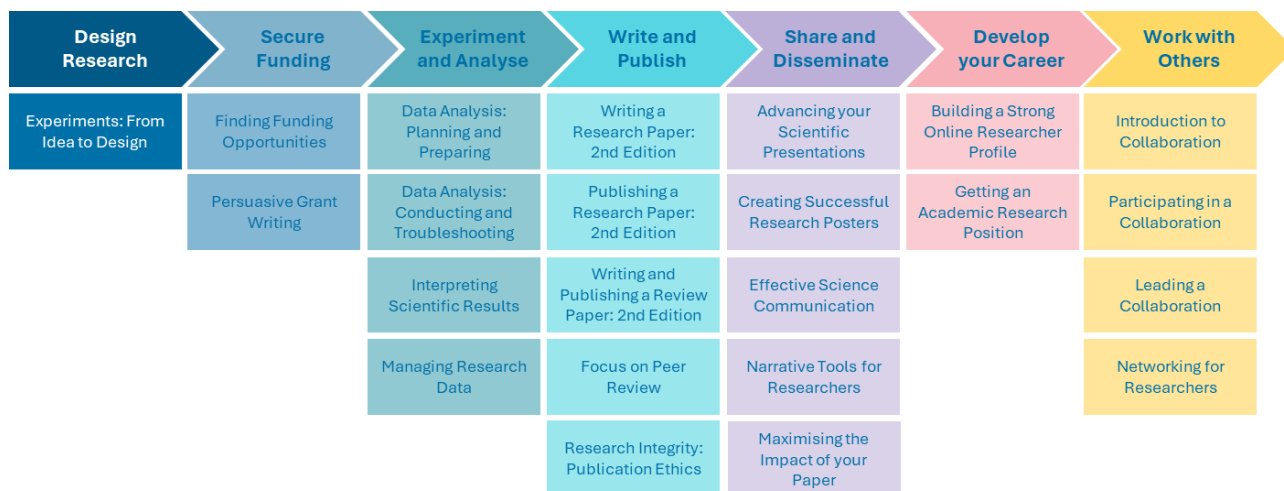 Design
Research
Secure
Funding
Experiment
and Analyse
Write and
Publish
Share and
Disseminate
Develop
your Career
Work with
Others
Experiments: From
Idea to Design
Finding Funding
Opportunities
Data Analysis:
Planning and
Preparing
Writing a
Research Paper:
2nd Edition
Advancing your
Scientific
Presentations
Building a Strong
Online Researcher
Profile
Introduction to
Collaboration
Persuasive Grant
Writing
Data Analysis:
Conducting and
Troubleshooting
Publishing a
Research Paper:
2nd Edition
Creating Successful
Research Posters
Getting an
Academic Research
Position
Participating in a
Collaboration
Interpreting
Scientific Results
Writing and
Publishing a Review
Paper: 2nd Edition
Effective Science
Communication
Leading a
Collaboration
Managing Research
Data
Focus on Peer
Review
Narrative Tools for
Researchers
Networking for
Researchers
Research Integrity:
Publication Ethics
Maximising the
Impact of your
Paper